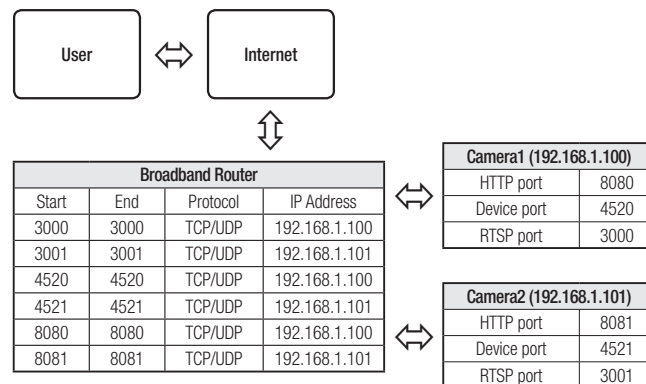 User
Internet
Broadband Router
Start End Protocol IP Address
3000 3000 TCP/UDP 192.168.1.100
3001 3001 TCP/UDP 192.168.1.101
4520 4520 TCP/UDP 192.168.1.100
4521 4521 TCP/UDP 192.168.1.101
8080 8080 TCP/UDP 192.168.1.100
8081 8081 TCP/UDP 192.168.1.101
Camera1 (192.168.1.100)
HTTP port 8080
Device port 4520
RTSP port 3000
Camera2 (192.168.1.101)
HTTP port 8081
Device port 4521
RTSP port 3001